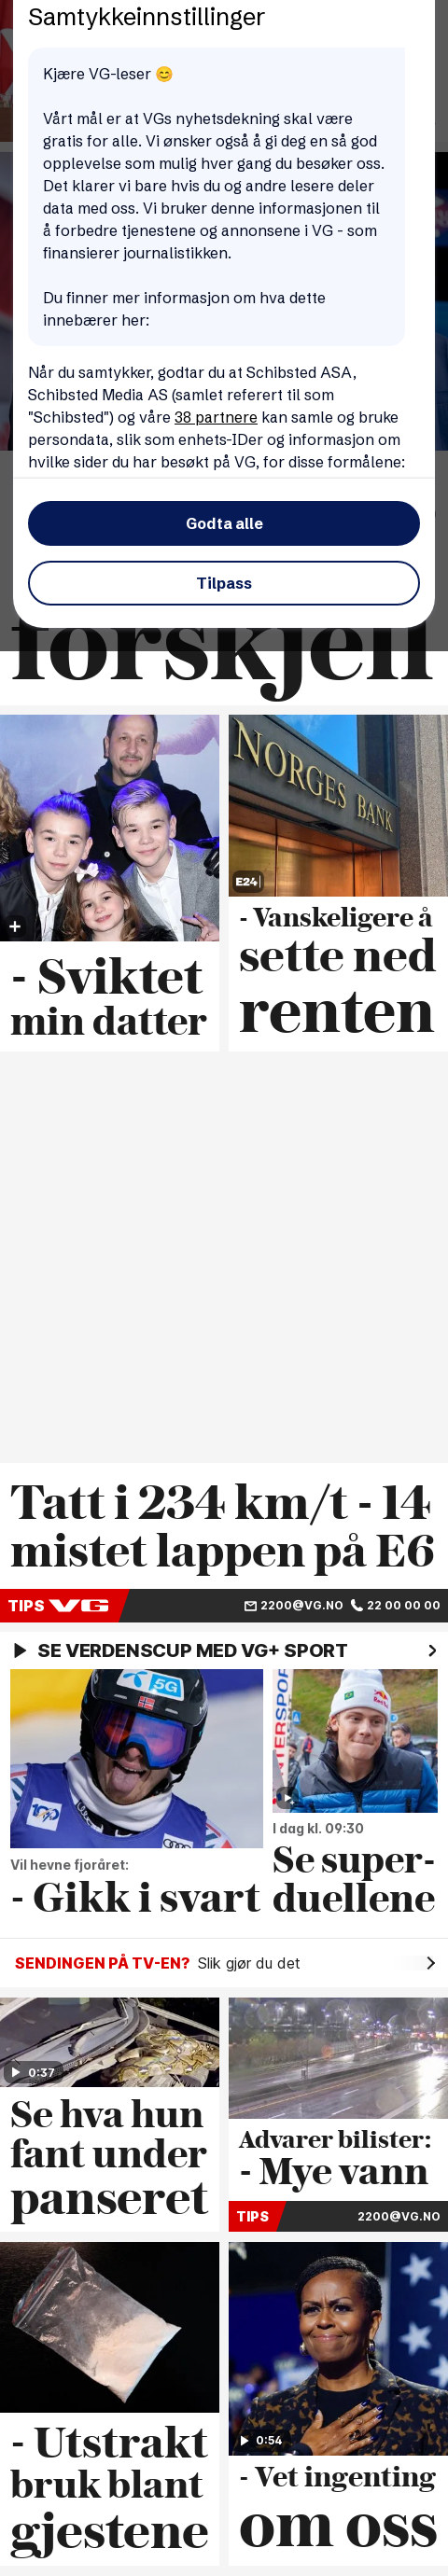 Samtykkeinnstillinger
Kjære VG-leser 😊
Vårt mål er at VGs nyhetsdekning skal være
gratis for alle. Vi ønsker også å gi deg en så god
opplevelse som mulig hver gang du besøker oss.
Det klarer vi bare hvis du og andre lesere deler
data med oss. Vi bruker denne informasjonen til
å forbedre tjenestene og annonsene i VG - som
finansierer journalistikken.
Du finner mer informasjon om hva dette
innebærer her:
Når du samtykker, godtar du at Schibsted ASA,
Schibsted Media AS (samlet referert til som
"Schibsted") og våre 38 partnere kan samle og bruke
persondata, slik som enhets-IDer og informasjon om
hvilke sider du har besøkt på VG, for disse formålene:
Godta alle
Tilpass
forskjell
- Sviktet
min datter
NORGES BANK
E24
- Vanskeligere å
sette ned
renten
Tatt i 234 km/t - 14
mistet lappen på E6
TIPS VG
2200@VG.NO 22 00 00 00
SE VERDENSCUP MED VG+ SPORT
5G
Vil hevne fjoråret:
- Gikk i svart
INTERSPORT
I dag kl. 09:30
Se super-
duellene
SENDINGEN PÅ TV-EN? Slik gjør du det
0:37
Se hva hun
fant under
panseret
Advarer bilister:
- Mye vann
TIPS
2200@VG.NO
- Utstrakt
bruk blant
gjestene
0:54
- Vet ingenting
om oss